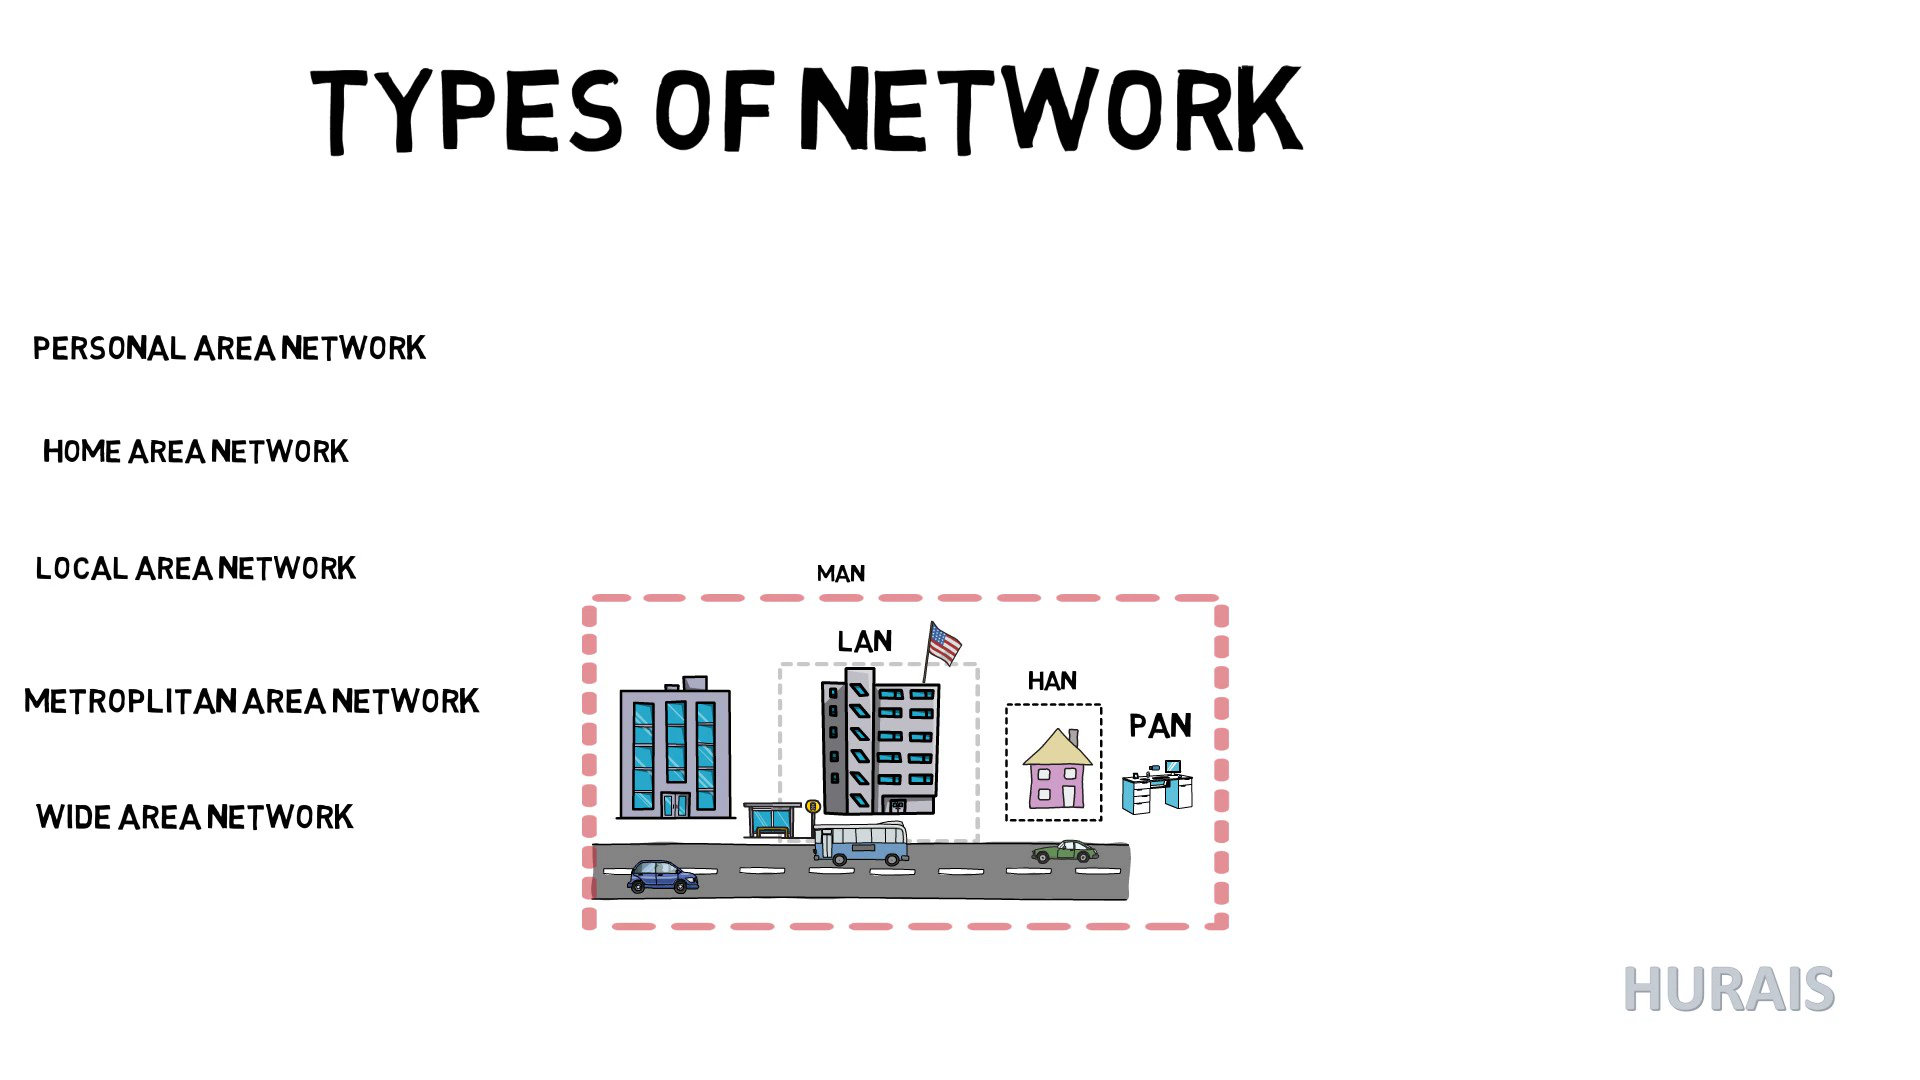 TYPES OF NETWORK
PERSONAL AREA NETWORK
HOME AREA NETWORK
LOCAL AREA NETWORK
METROPLITAN AREA NETWORK
WIDE AREA NETWORK
MAN
LAN
HAN
PAN
HURAIS